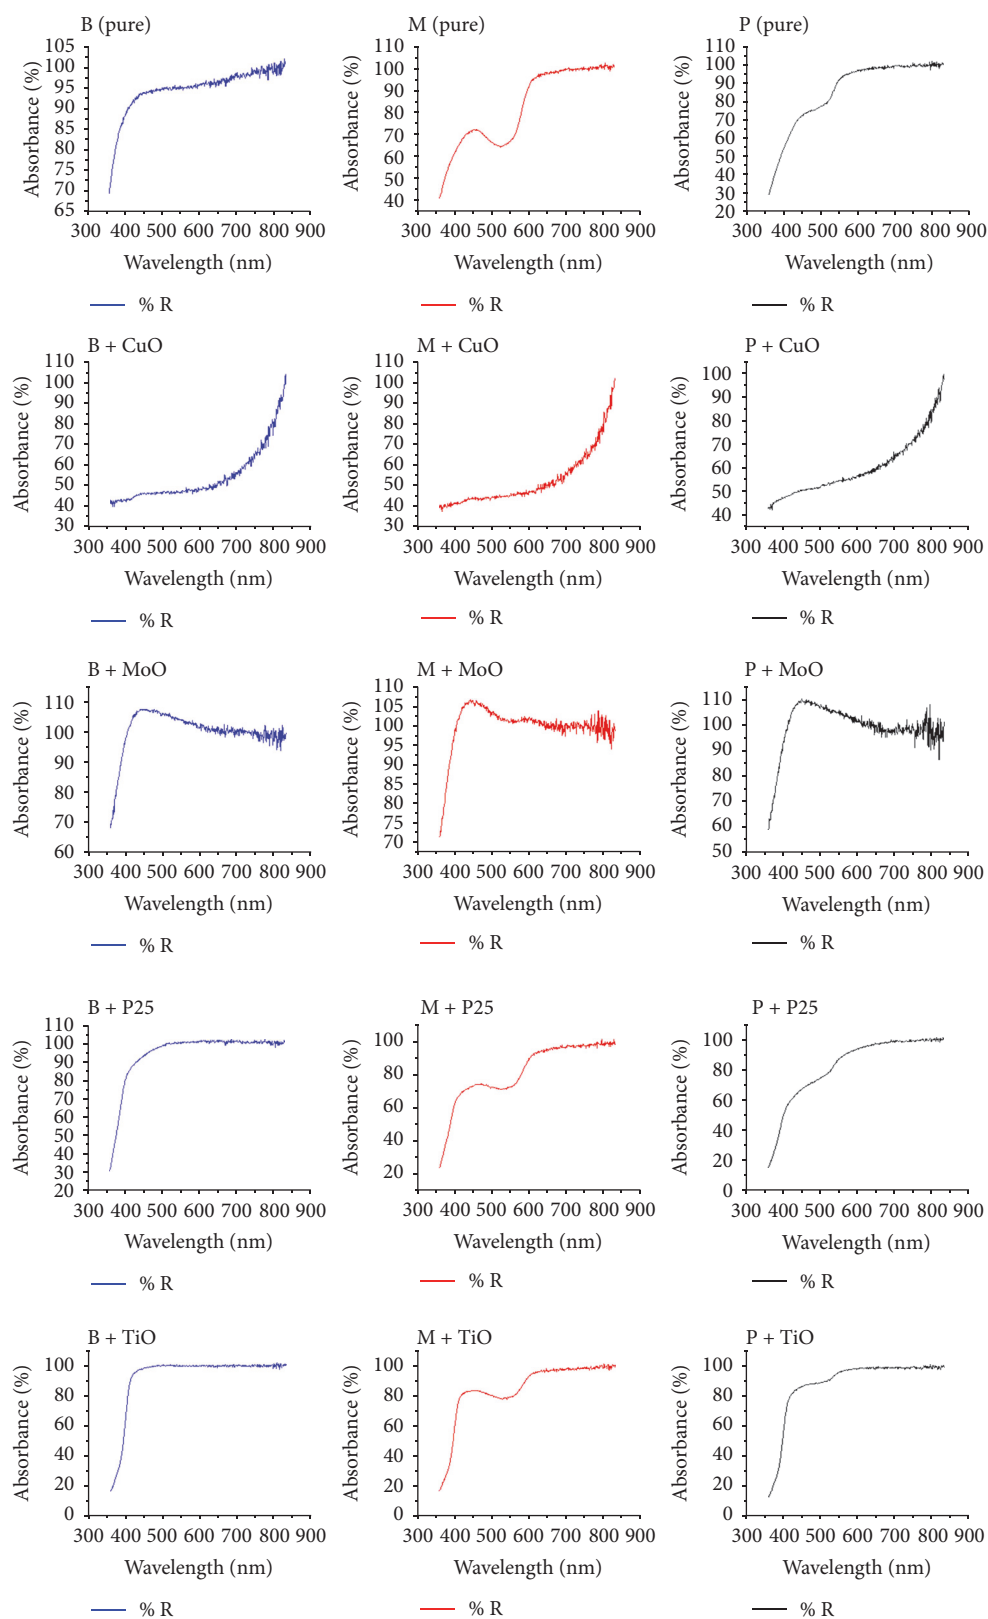 B (pure)
M (pure)
P (pure)
Absorbance (%)
105
100
95
90
85
80
75
70
65
300 400 500 600 700 800 900
Wavelength (nm)
% R
Absorbance (%)
110
100
90
80
70
60
50
40
300 400 500 600 700 800 900
Wavelength (nm)
% R
Absorbance (%)
110
100
90
80
70
60
50
40
30
20
300 400 500 600 700 800 900
Wavelength (nm)
% R
B + CuO
M + CuO
P + CuO
Absorbance (%)
110
100
90
80
70
60
50
40
30
300 400 500 600 700 800 900
Wavelength (nm)
% R
Absorbance (%)
110
100
90
80
70
60
50
40
30
300 400 500 600 700 800 900
Wavelength (nm)
% R
Absorbance (%)
100
90
80
70
60
50
40
300 400 500 600 700 800 900
Wavelength (nm)
% R
B + MoO
M + MoO
P + MoO
Absorbance (%)
110
100
90
80
70
60
300 400 500 600 700 800 900
Wavelength (nm)
% R
Absorbance (%)
110
105
100
95
90
85
80
75
70
300 400 500 600 700 800 900
Wavelength (nm)
% R
Absorbance (%)
110
100
90
80
70
60
50
300 400 500 600 700 800 900
Wavelength (nm)
% R
B + P25
M + P25
P + P25
Absorbance (%)
110
100
90
80
70
60
50
40
30
20
300 400 500 600 700 800 900
Wavelength (nm)
% R
Absorbance (%)
100
80
60
40
20
300 400 500 600 700 800 900
Wavelength (nm)
% R
Absorbance (%)
100
80
60
40
20
0
300 400 500 600 700 800 900
Wavelength (nm)
% R
B + TiO
M + TiO
P + TiO
Absorbance (%)
100
80
60
40
20
0
300 400 500 600 700 800 900
Wavelength (nm)
% R
Absorbance (%)
100
80
60
40
20
0
300 400 500 600 700 800 900
Wavelength (nm)
% R
Absorbance (%)
100
80
60
40
20
0
300 400 500 600 700 800 900
Wavelength (nm)
% R